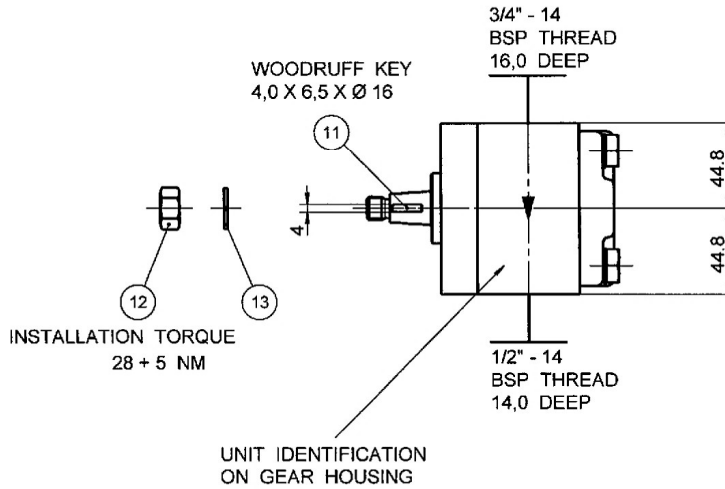 3/4" - 14
BSP THREAD
16,0 DEEP
WOODRUFF KEY
4,0 X 6,5 X Ø 16
11
44.8
4
44.8
12
13
INSTALLATION TORQUE
28 + 5 NM
1/2" - 14
BSP THREAD
14,0 DEEP
UNIT IDENTIFICATION
ON GEAR HOUSING